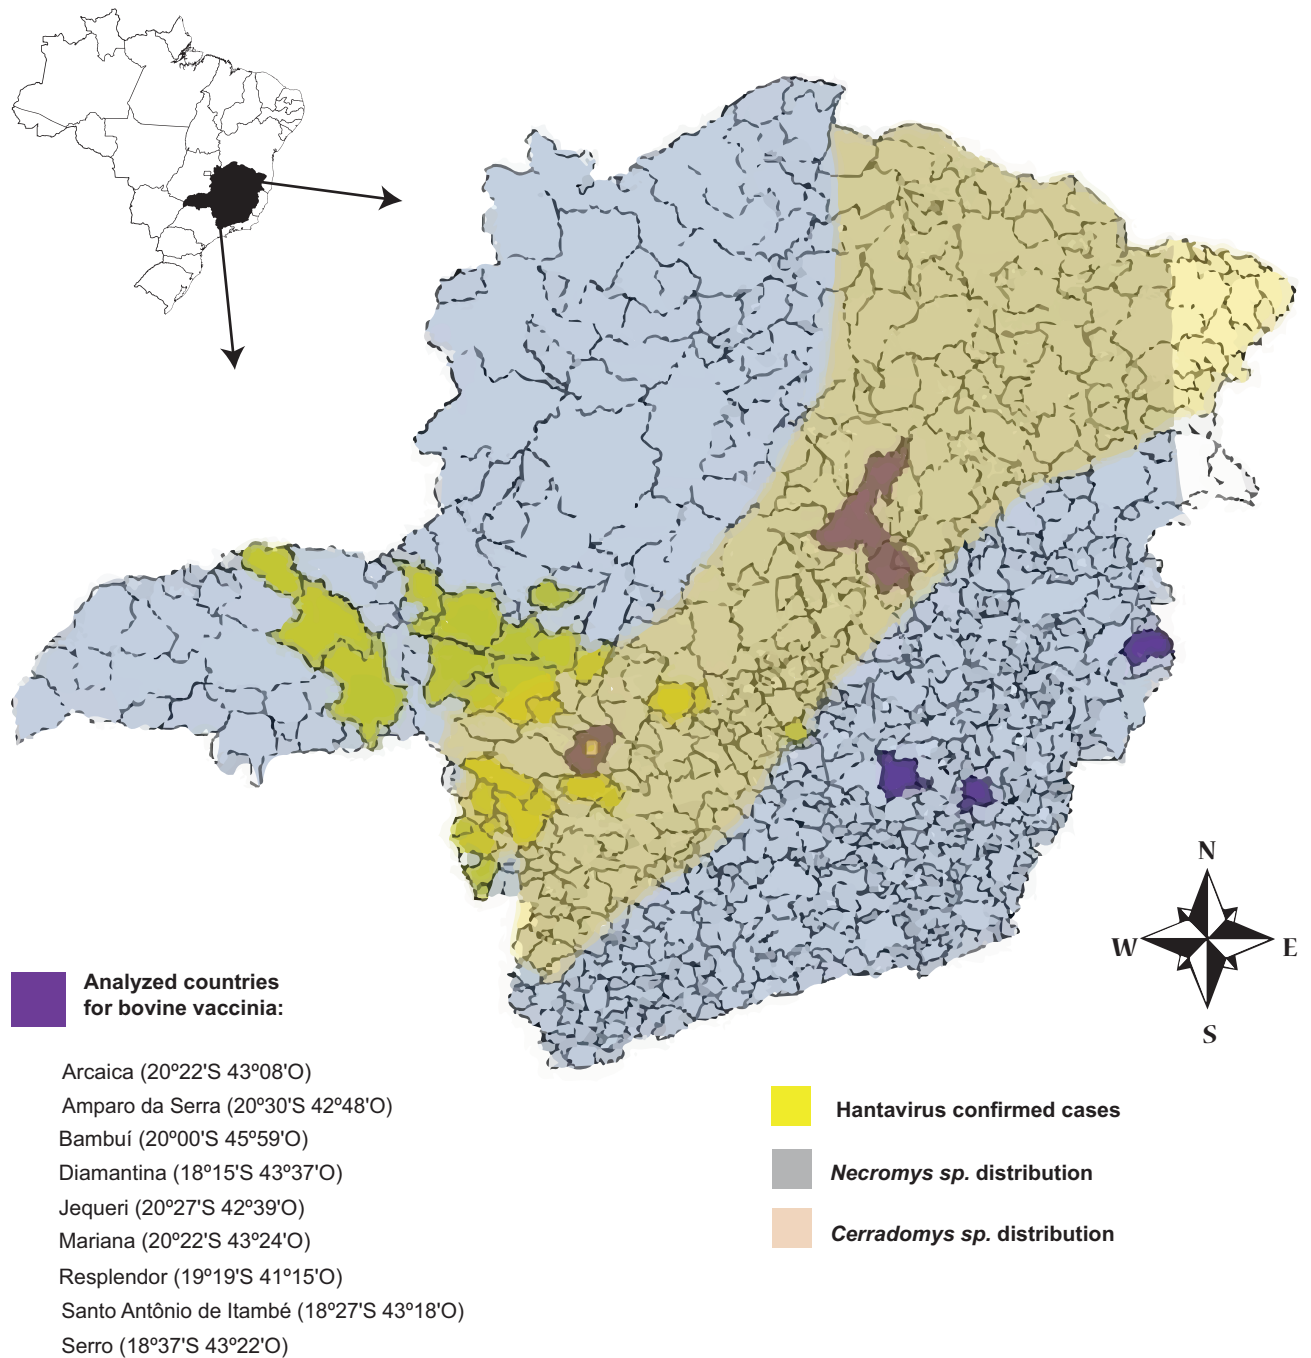 N
W
E
S
Analyzed countries
for bovine vaccinia:
Arcaica (20º22'S 43º08'O)
Amparo da Serra (20º30'S 42º48'O)
Bambuí (20º00'S 45º59'O)
Diamantina (18º15'S 43º37'O)
Jequeri (20º27'S 42º39'O)
Mariana (20º22'S 43º24'O)
Resplendor (19º19'S 41º15'O)
Santo Antônio de Itambé (18º27'S 43º18'O)
Serro (18º37'S 43º22'O)
Hantavirus confirmed cases
Necromys sp. distribution
Cerradomys sp. distribution